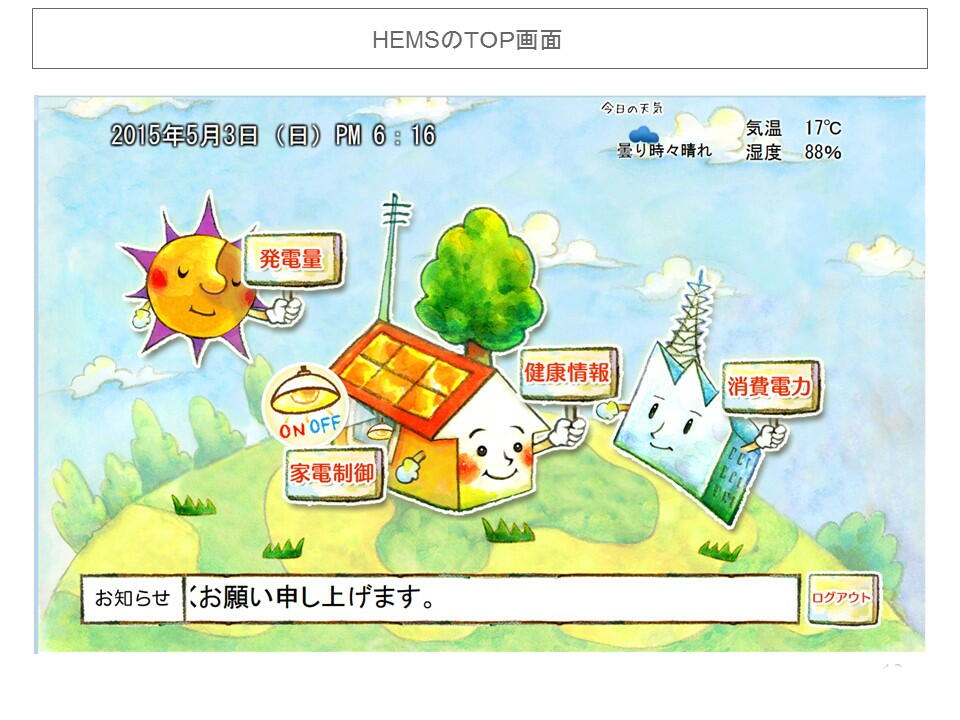 HEMSのTOP画面
2015年5月3日（日）PM 6：16
今日の天気
曇り時々晴れ
気温 17℃
湿度 88%
発電量
健康情報
消費電力
ON OFF
家電制御
お知らせ
くお願い申し上げます。
ログアウト